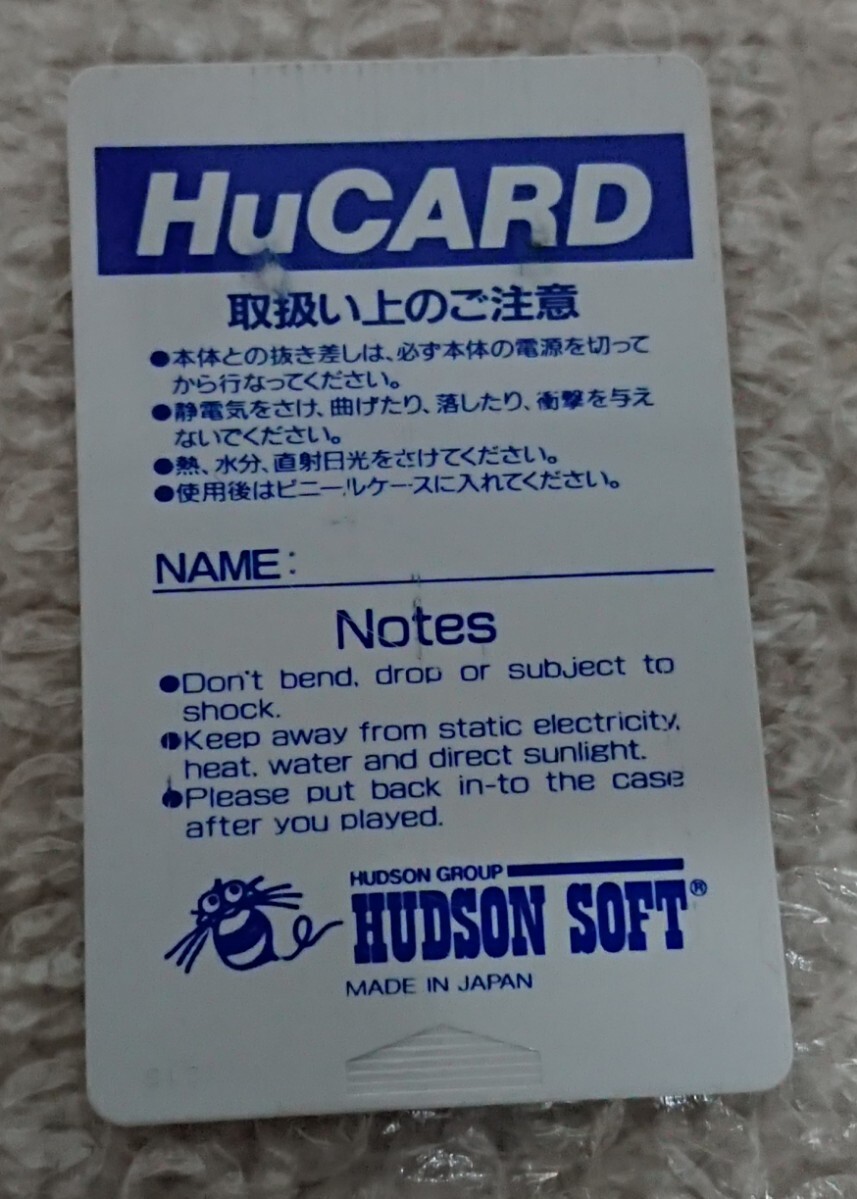 HuCARD
取扱い上のご注意
●本体との抜き差しは、必ず本体の電源を切って
から行なってください。
●静電気をさけ、曲げたり、落したり、衝撃を与え
ないでください。
●熱、水分、直射日光をさけてください。
●使用後はビニールケースに入れてください。
NAME:
Notes
●Don't bend, drop or subject to
shock.
●Keep away from static electricity,
heat, water and direct sunlight.
●Please put back in-to the case
after you played.
HUDSON GROUP
HUDSON SOFT®
MADE IN JAPAN